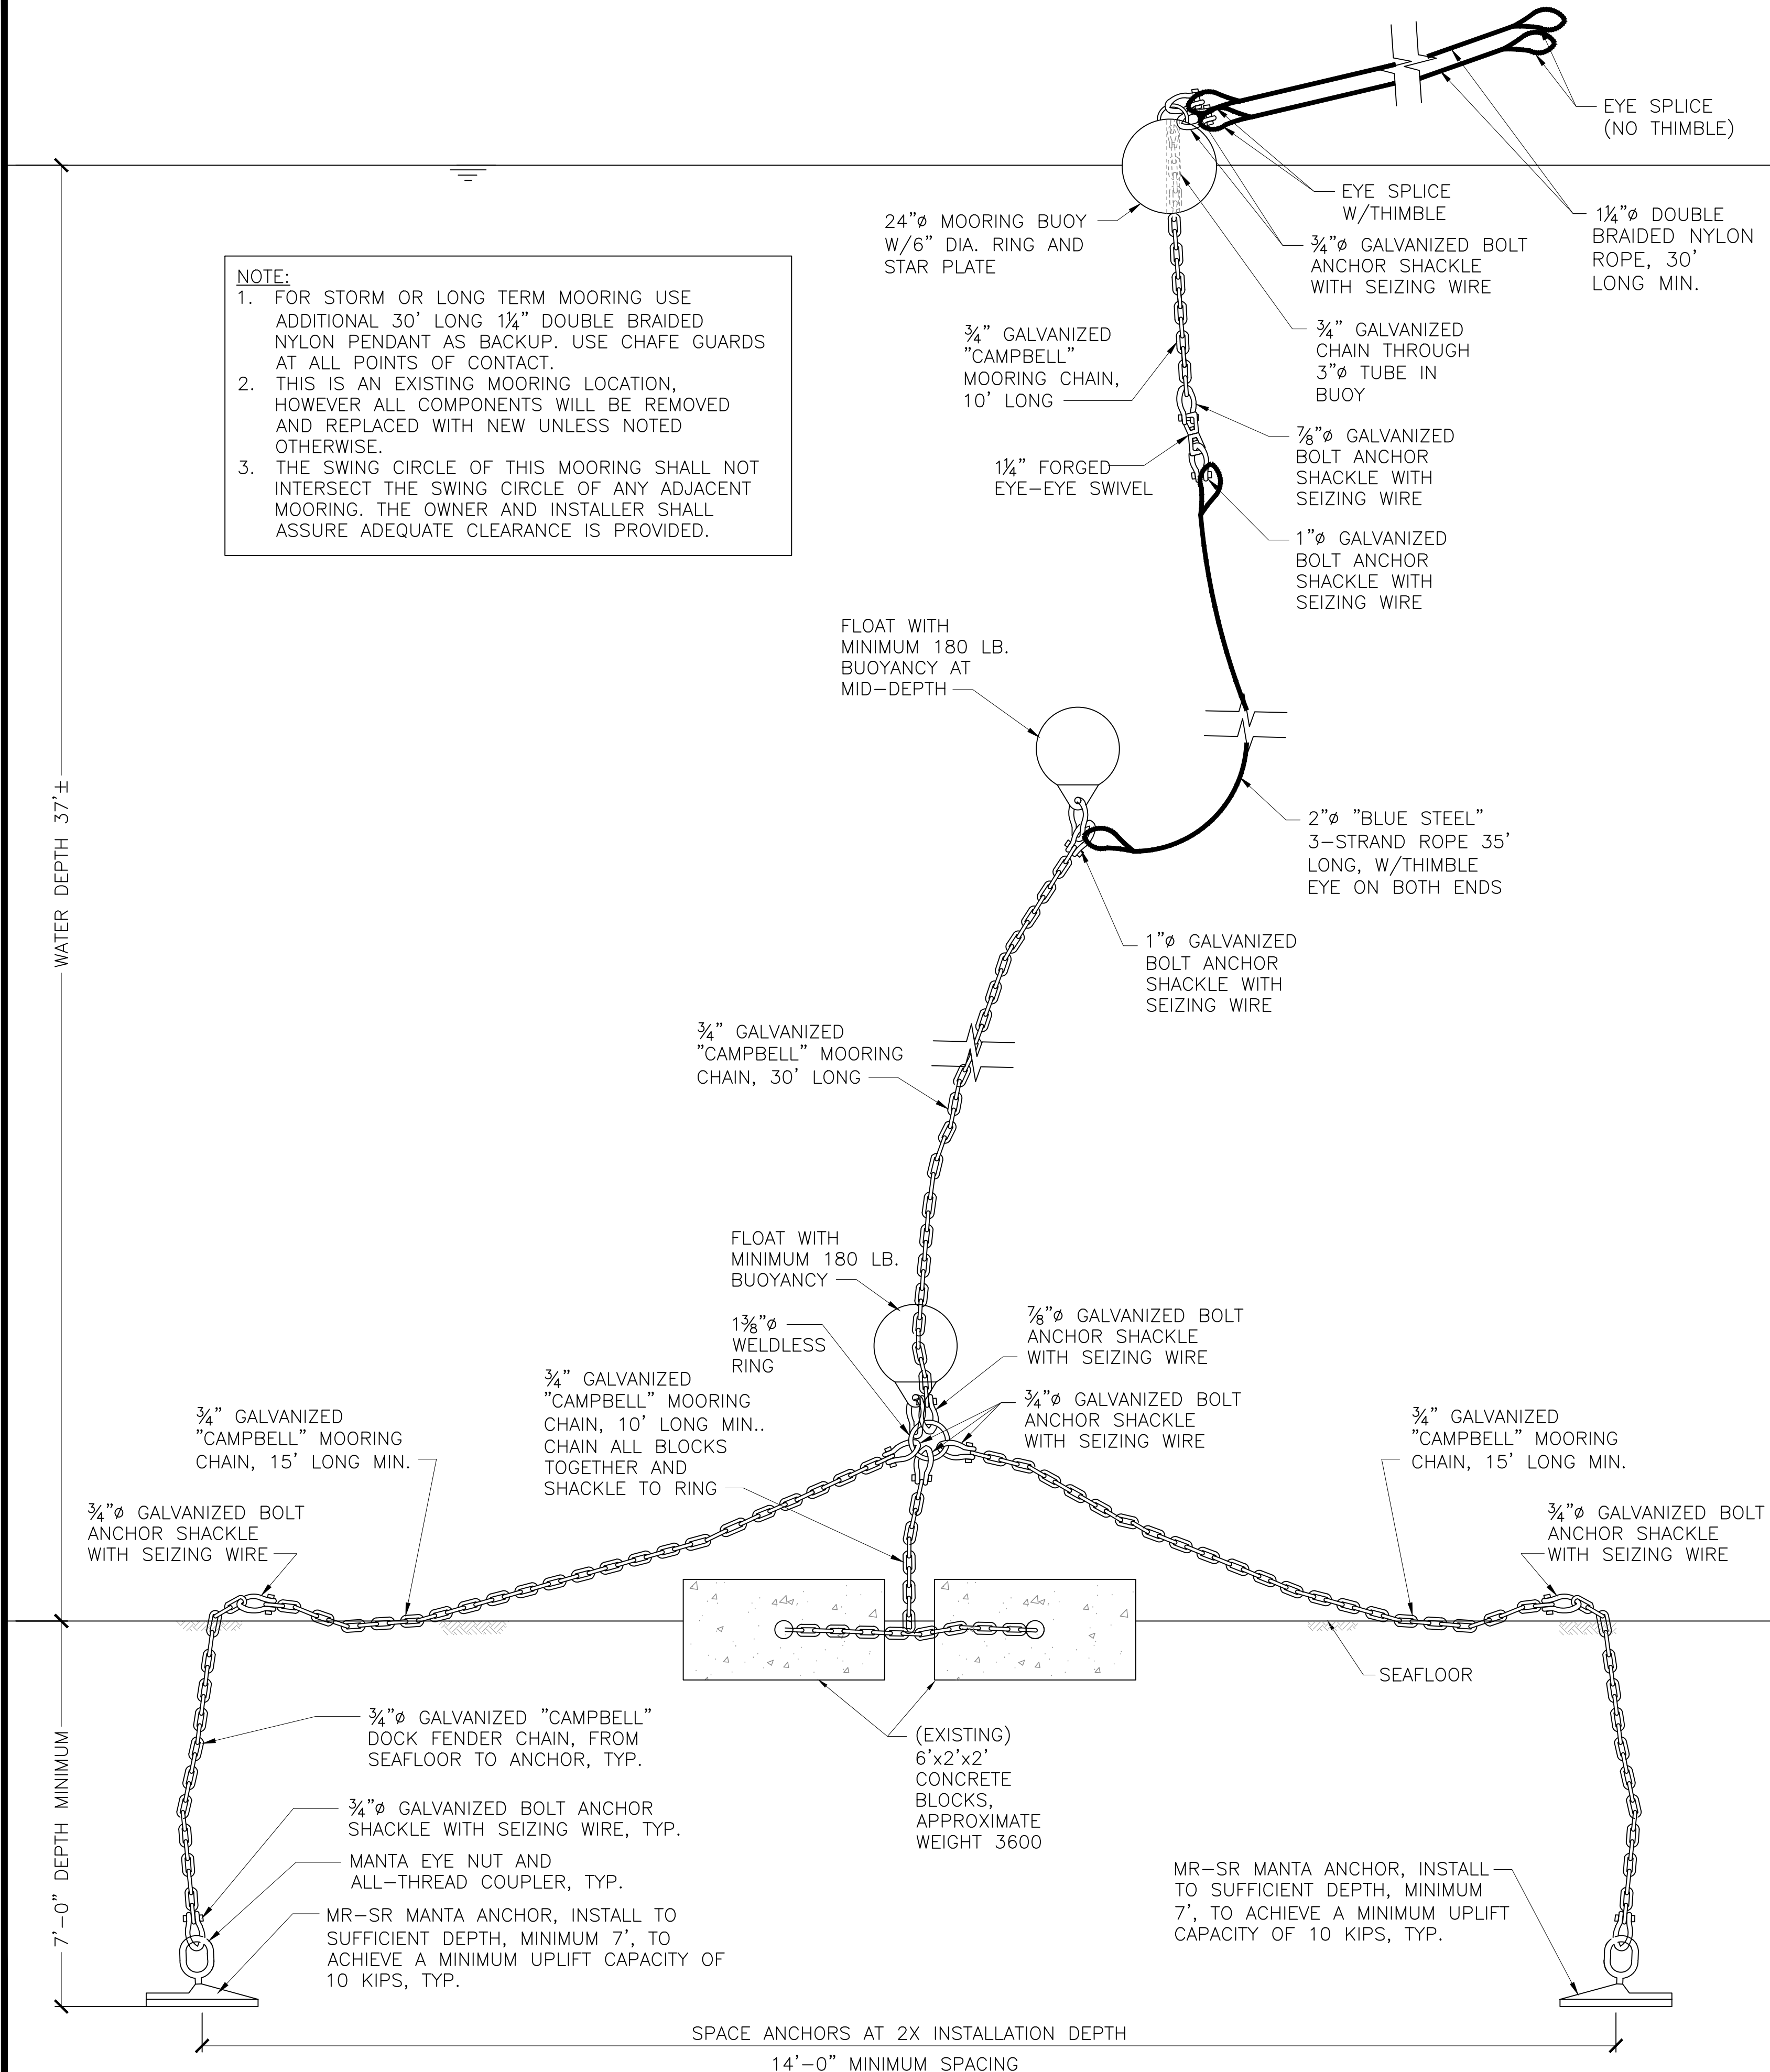 EYE SPLICE
(NO THIMBLE)
EYE SPLICE
W/THIMBLE
1¼"ø DOUBLE
BRAIDED NYLON
ROPE, 30'
LONG MIN.
24"ø MOORING BUOY
W/6" DIA. RING AND
STAR PLATE
¾"ø GALVANIZED BOLT
ANCHOR SHACKLE
WITH SEIZING WIRE
NOTE:
1. FOR STORM OR LONG TERM MOORING USE
ADDITIONAL 30' LONG 1¼" DOUBLE BRAIDED
NYLON PENDANT AS BACKUP. USE CHAFE GUARDS
AT ALL POINTS OF CONTACT.
2. THIS IS AN EXISTING MOORING LOCATION,
HOWEVER ALL COMPONENTS WILL BE REMOVED
AND REPLACED WITH NEW UNLESS NOTED
OTHERWISE.
3. THE SWING CIRCLE OF THIS MOORING SHALL NOT
INTERSECT THE SWING CIRCLE OF ANY ADJACENT
MOORING. THE OWNER AND INSTALLER SHALL
ASSURE ADEQUATE CLEARANCE IS PROVIDED.
¾" GALVANIZED
"CAMPBELL"
MOORING CHAIN,
10' LONG
¾" GALVANIZED
CHAIN THROUGH
3"ø TUBE IN
BUOY
1¼" FORGED
EYE-EYE SWIVEL
⅞"ø GALVANIZED
BOLT ANCHOR
SHACKLE WITH
SEIZING WIRE
1"ø GALVANIZED
BOLT ANCHOR
SHACKLE WITH
SEIZING WIRE
FLOAT WITH
MINIMUM 180 LB.
BUOYANCY AT
MID-DEPTH
WATER DEPTH 37'±
2"ø "BLUE STEEL"
3-STRAND ROPE 35'
LONG, W/THIMBLE
EYE ON BOTH ENDS
1"ø GALVANIZED
BOLT ANCHOR
SHACKLE WITH
SEIZING WIRE
¾" GALVANIZED
"CAMPBELL" MOORING
CHAIN, 30' LONG
FLOAT WITH
MINIMUM 180 LB.
BUOYANCY
1⅜"ø
WELDLESS
RING
⅞"ø GALVANIZED BOLT
ANCHOR SHACKLE
WITH SEIZING WIRE
¾" GALVANIZED
"CAMPBELL" MOORING
CHAIN, 10' LONG MIN..
CHAIN ALL BLOCKS
TOGETHER AND
SHACKLE TO RING
¾"ø GALVANIZED BOLT
ANCHOR SHACKLE
WITH SEIZING WIRE
¾" GALVANIZED
"CAMPBELL" MOORING
CHAIN, 15' LONG MIN.
¾" GALVANIZED
"CAMPBELL" MOORING
CHAIN, 15' LONG MIN.
¾"ø GALVANIZED BOLT
ANCHOR SHACKLE
WITH SEIZING WIRE
¾"ø GALVANIZED BOLT
ANCHOR SHACKLE
WITH SEIZING WIRE
SEAFLOOR
¾"ø GALVANIZED "CAMPBELL"
DOCK FENDER CHAIN, FROM
SEAFLOOR TO ANCHOR, TYP.
(EXISTING)
6'x2'x2'
CONCRETE
BLOCKS,
APPROXIMATE
WEIGHT 3600
7'-0" DEPTH MINIMUM
¾"ø GALVANIZED BOLT ANCHOR
SHACKLE WITH SEIZING WIRE, TYP.
MANTA EYE NUT AND
ALL-THREAD COUPLER, TYP.
MR-SR MANTA ANCHOR, INSTALL TO
SUFFICIENT DEPTH, MINIMUM 7', TO
ACHIEVE A MINIMUM UPLIFT CAPACITY OF
10 KIPS, TYP.
MR-SR MANTA ANCHOR, INSTALL
TO SUFFICIENT DEPTH, MINIMUM
7', TO ACHIEVE A MINIMUM UPLIFT
CAPACITY OF 10 KIPS, TYP.
SPACE ANCHORS AT 2X INSTALLATION DEPTH
14'-0" MINIMUM SPACING